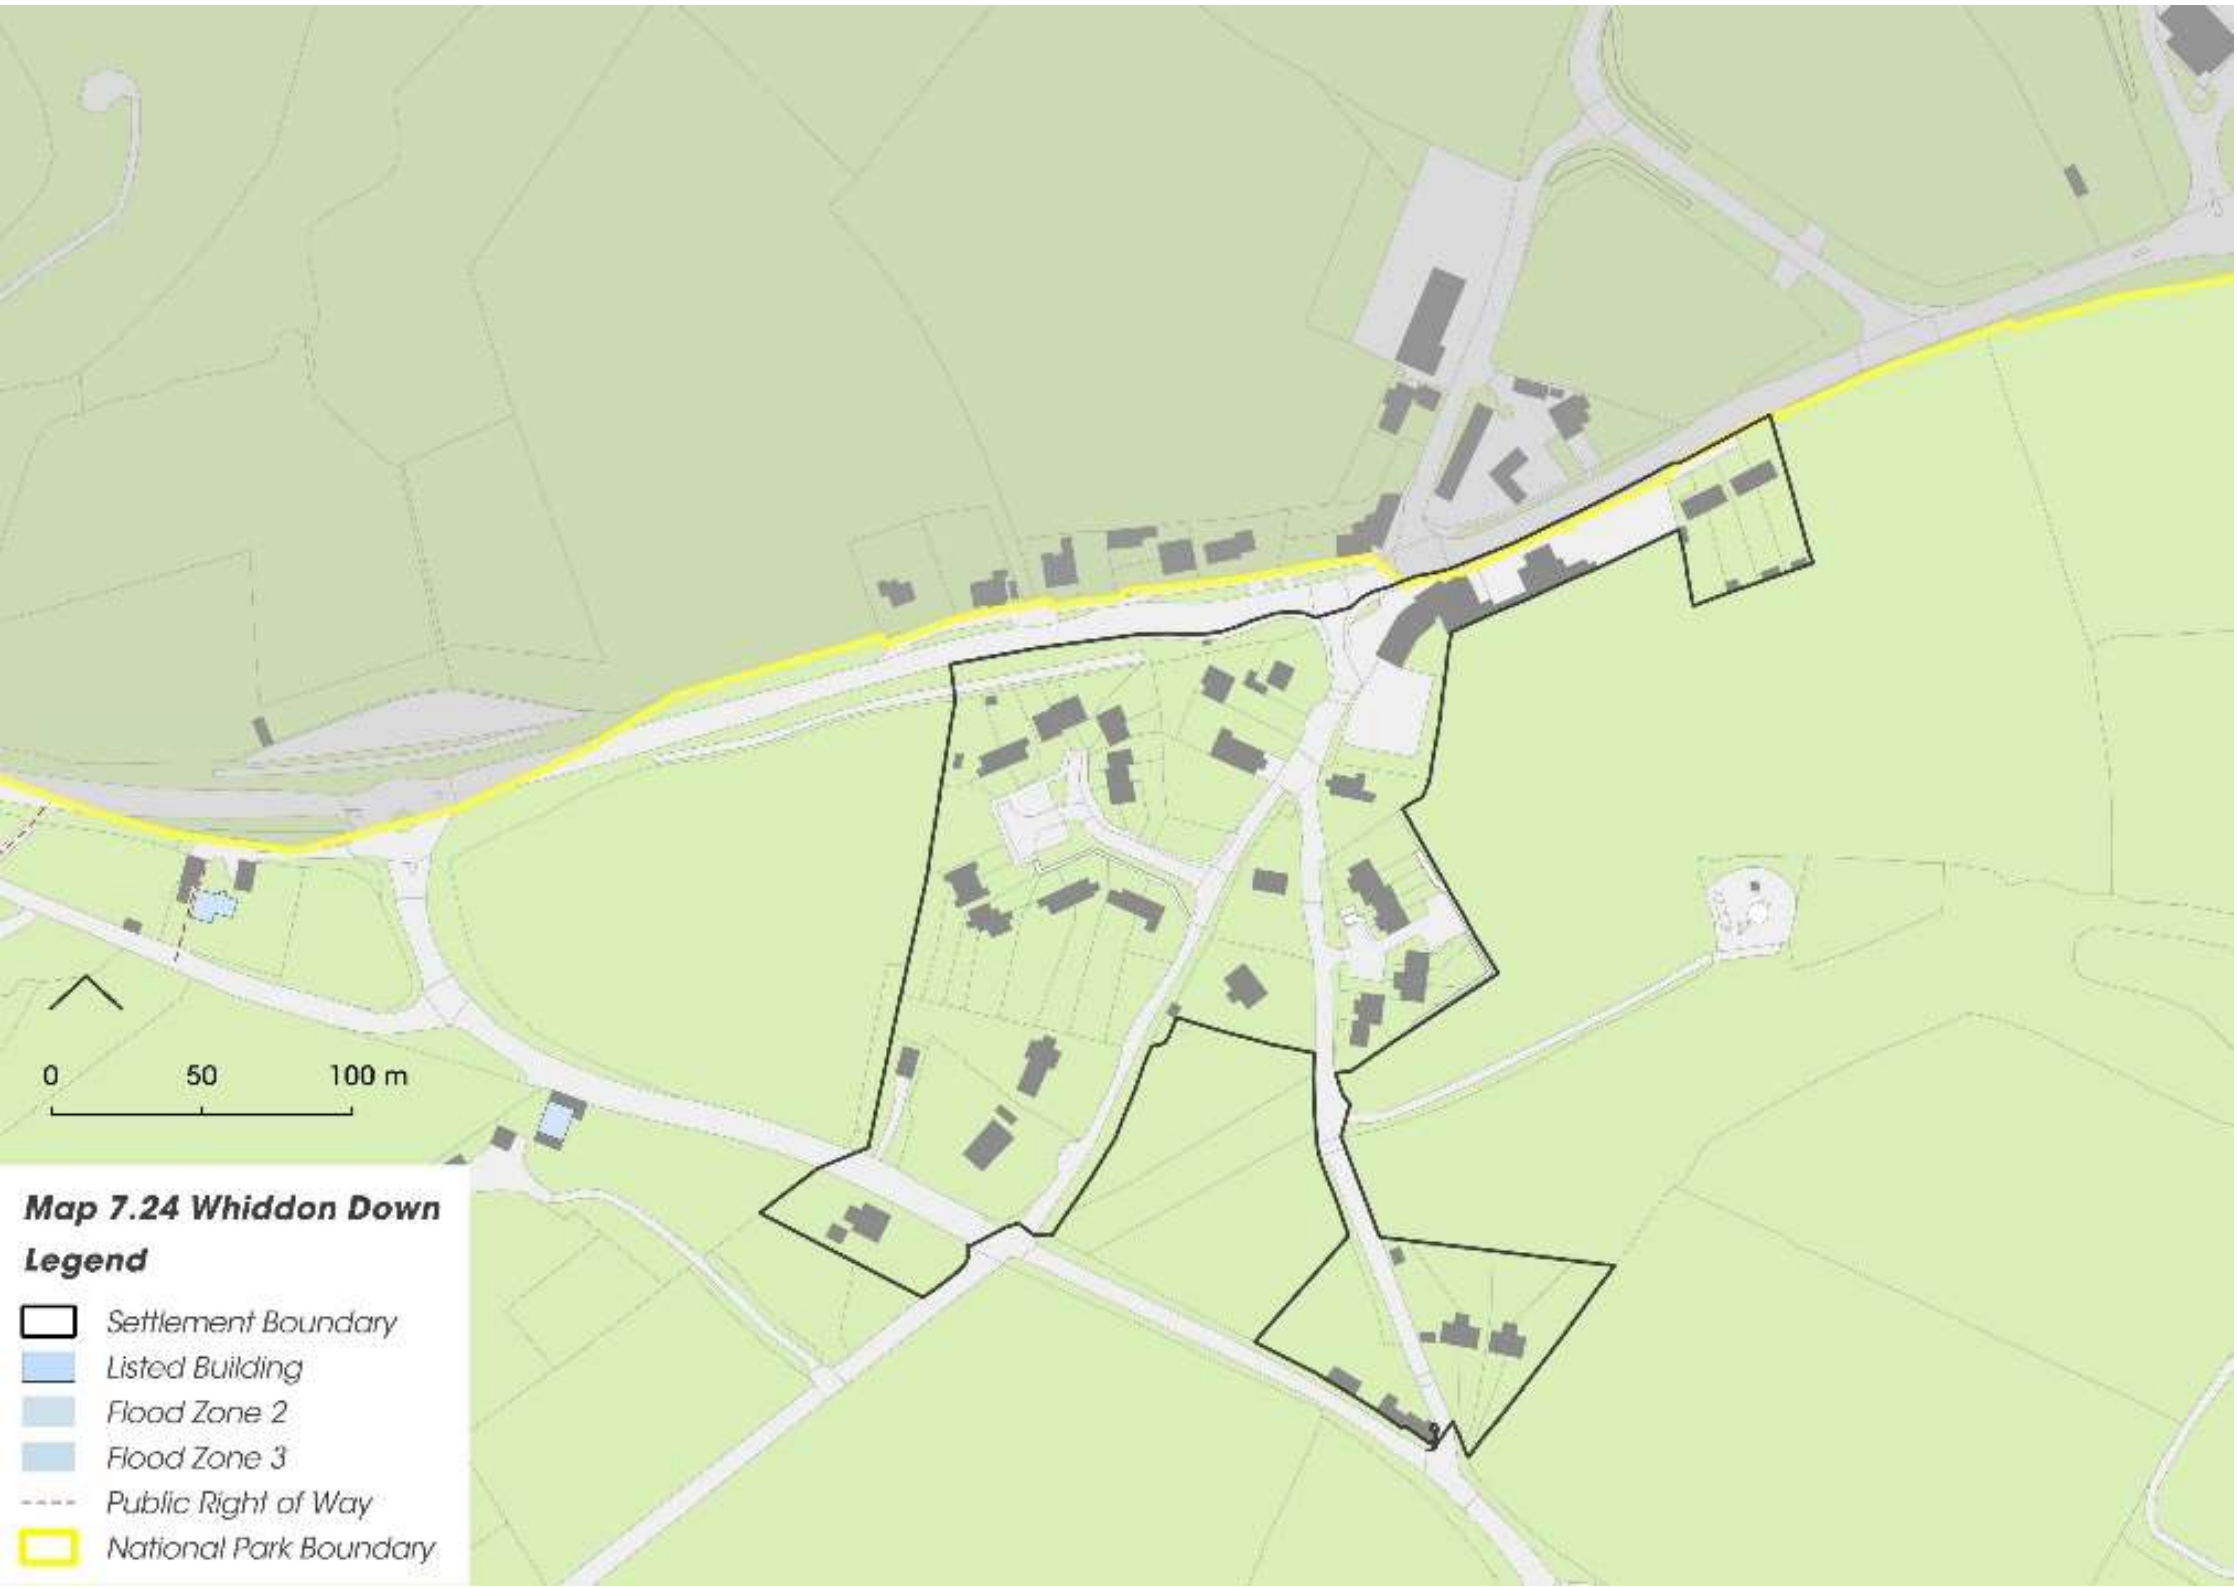 0 50 100 m
Map 7.24 Whiddon Down
Legend
Settlement Boundary
Listed Building
Flood Zone 2
Flood Zone 3
Public Right of Way
National Park Boundary